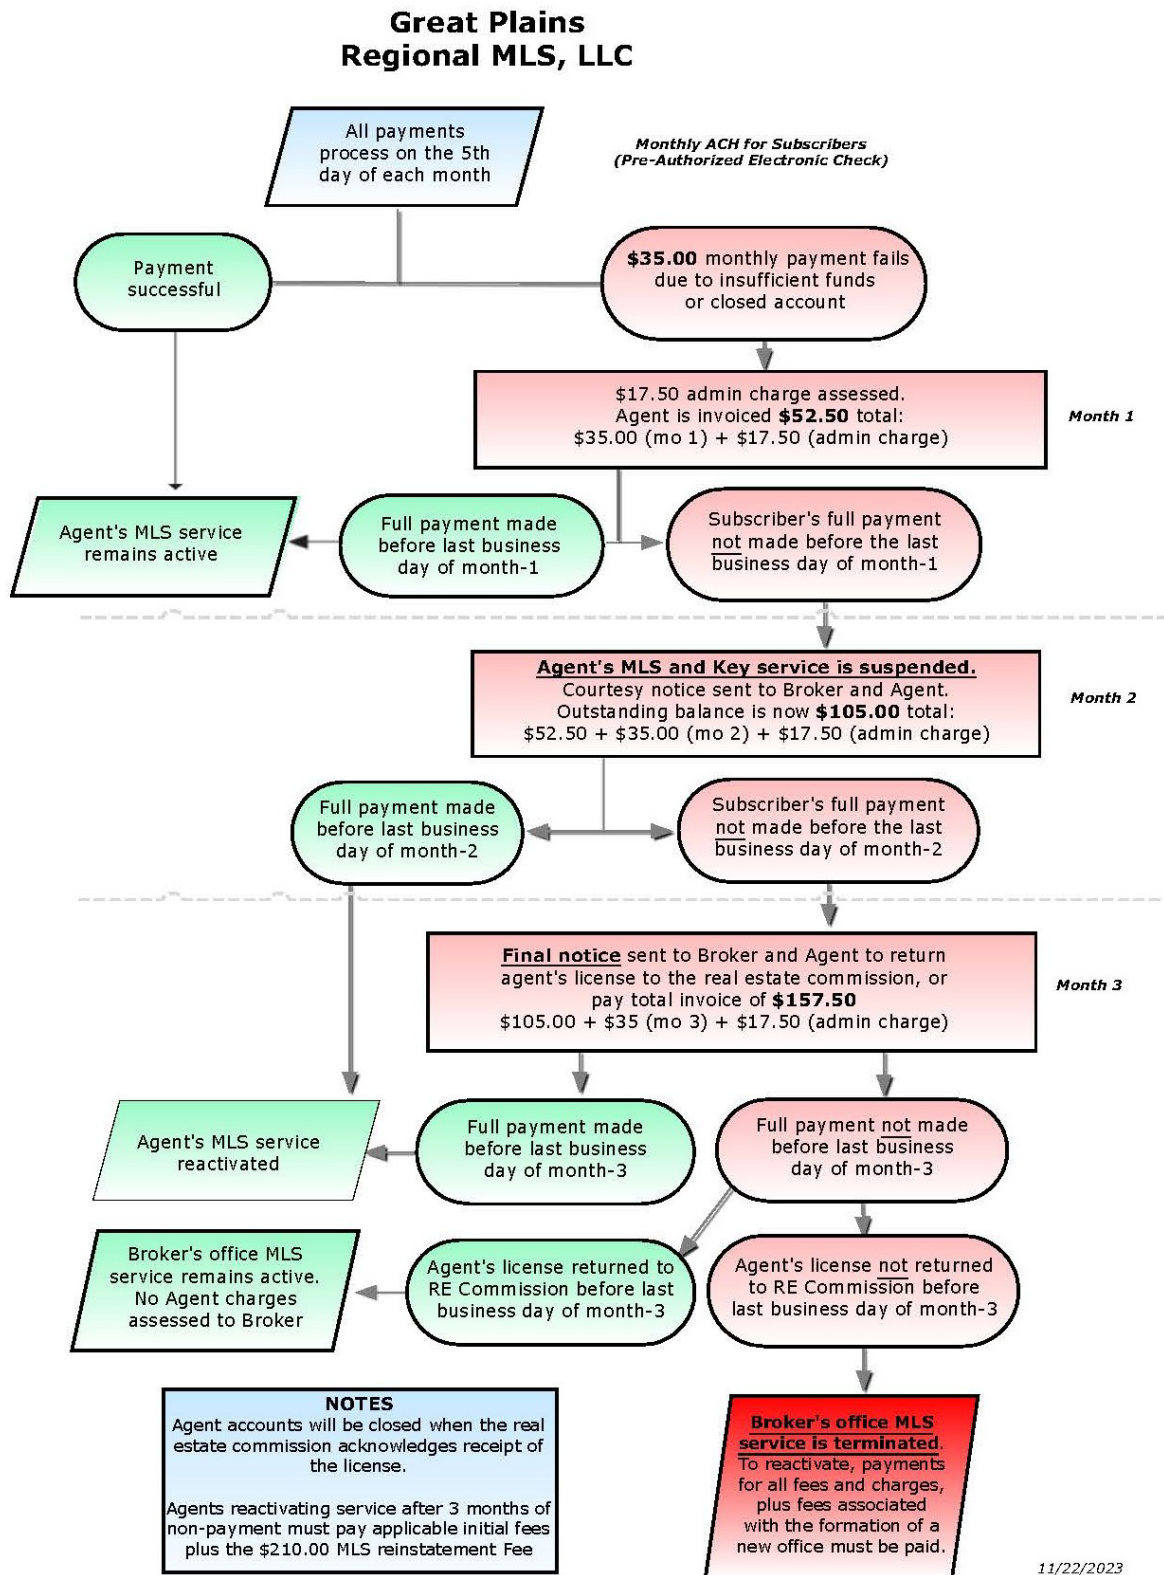 Great Plains
Regional MLS, LLC
All payments
process on the 5th
day of each month
Monthly ACH for Subscribers
(Pre-Authorized Electronic Check)
Payment
successful
$35.00 monthly payment fails
due to insufficient funds
or closed account
$17.50 admin charge assessed.
Agent is invoiced $52.50 total:
$35.00 (mo 1) + $17.50 (admin charge)
Month 1
Agent's MLS service
remains active
Full payment made
before last business
day of month-1
Subscriber's full payment
not made before the last
business day of month-1
Agent's MLS and Key service is suspended.
Courtesy notice sent to Broker and Agent.
Outstanding balance is now $105.00 total:
$52.50 + $35.00 (mo 2) + $17.50 (admin charge)
Month 2
Full payment made
before last business
day of month-2
Subscriber's full payment
not made before the last
business day of month-2
Final notice sent to Broker and Agent to return
agent's license to the real estate commission, or
pay total invoice of $157.50
$105.00 + $35 (mo 3) + $17.50 (admin charge)
Month 3
Agent's MLS service
reactivated
Full payment made
before last business
day of month-3
Full payment not made
before last business
day of month-3
Broker's office MLS
service remains active.
No Agent charges
assessed to Broker
Agent's license returned to
RE Commission before last
business day of month-3
Agent's license not returned
to RE Commission before
last business day of month-3
NOTES
Agent accounts will be closed when the real
estate commission acknowledges receipt of
the license.
Agents reactivating service after 3 months of
non-payment must pay applicable initial fees
plus the $210.00 MLS reinstatement Fee
Broker's office MLS
service is terminated.
To reactivate, payments
for all fees and charges,
plus fees associated
with the formation of a
new office must be paid.
11/22/2023